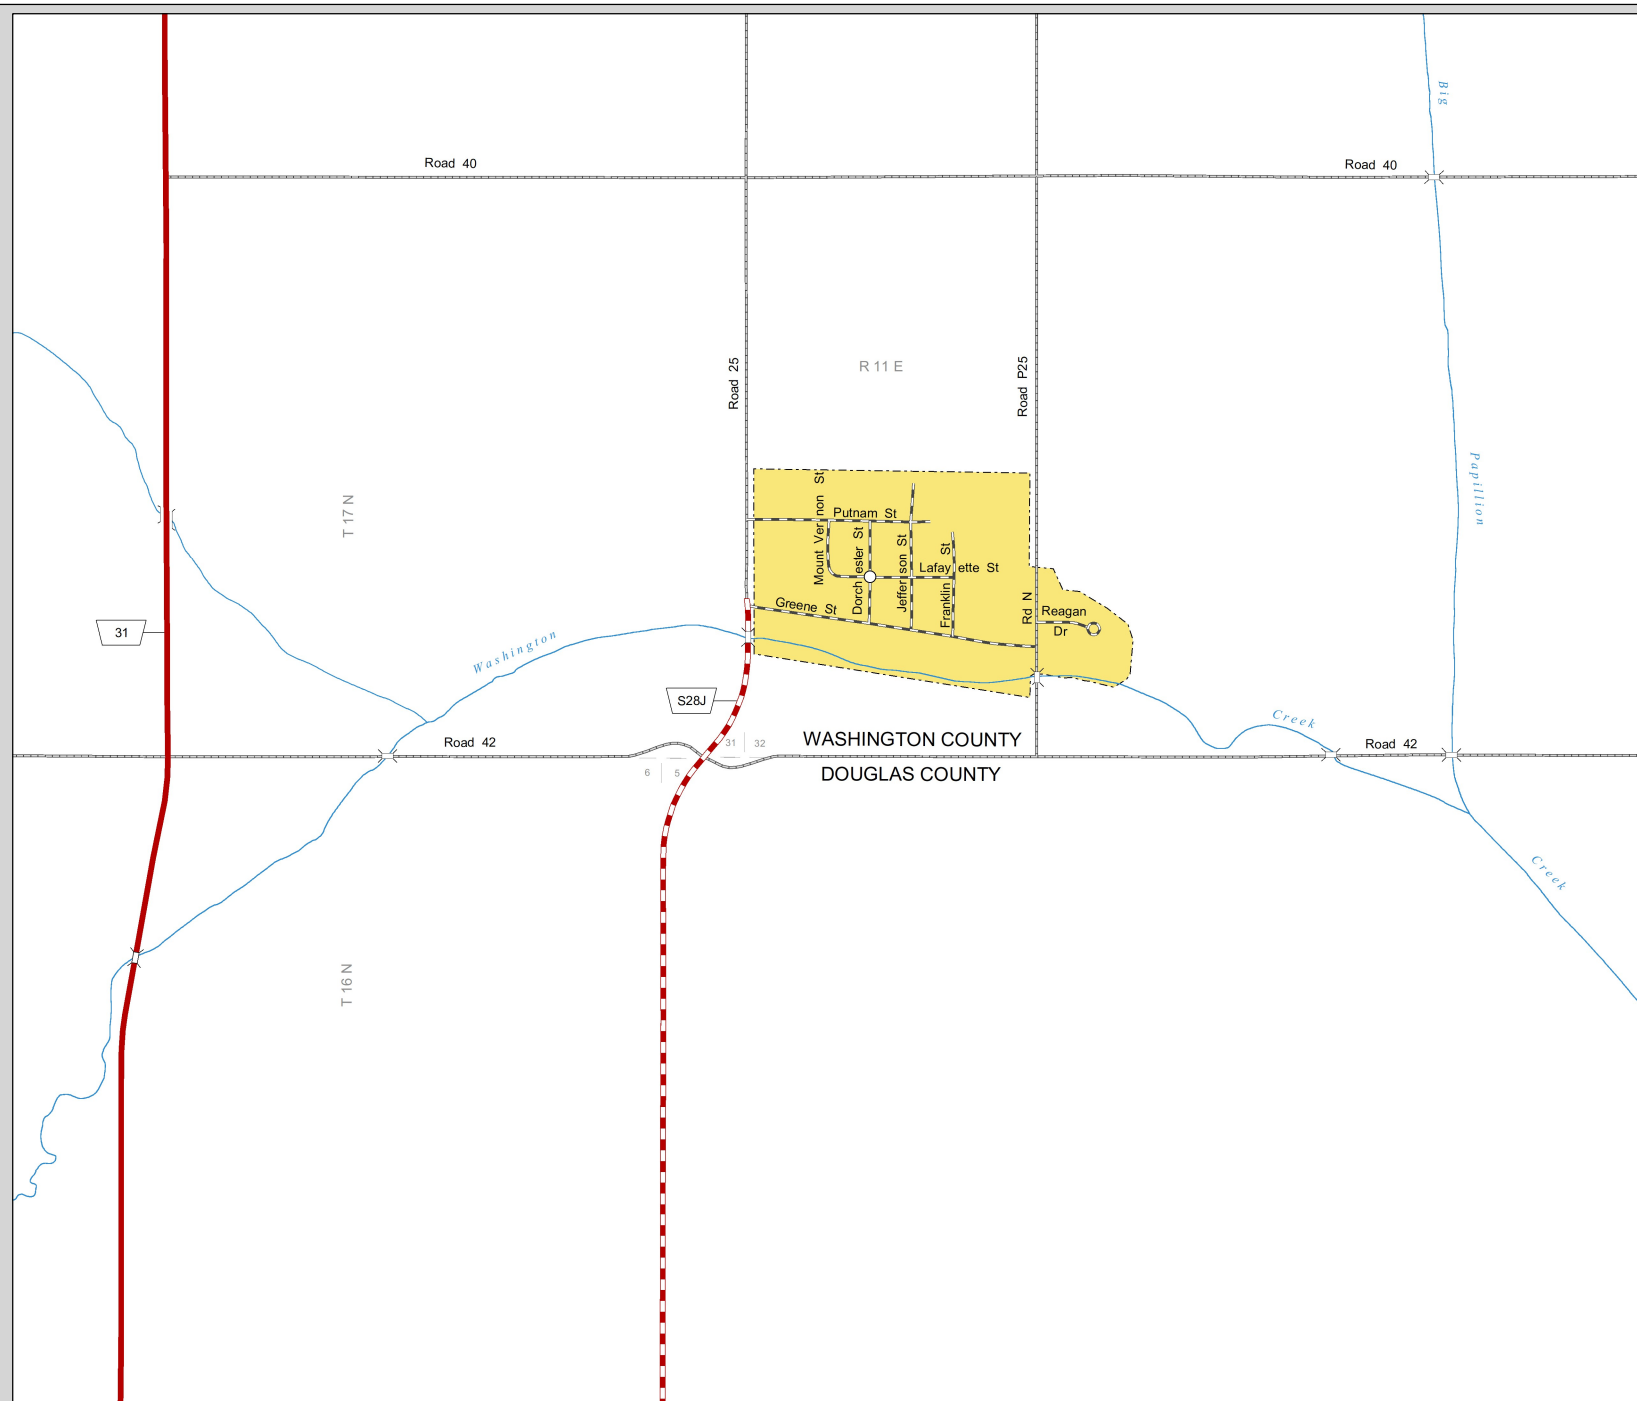 Big
Road 40
Road 40
Road 25
R 11 E
Road P25
Papillion
T 17 N
Putnam St
Mount Vernon St
Dorchester St
Jefferson St
Franklin St
Lafayette St
Greene St
Rd N
Reagan
Dr
31
Washington
S28J
Creek
Road 42
31
32
WASHINGTON COUNTY
Road 42
6
5
DOUGLAS COUNTY
Creek
T 16 N